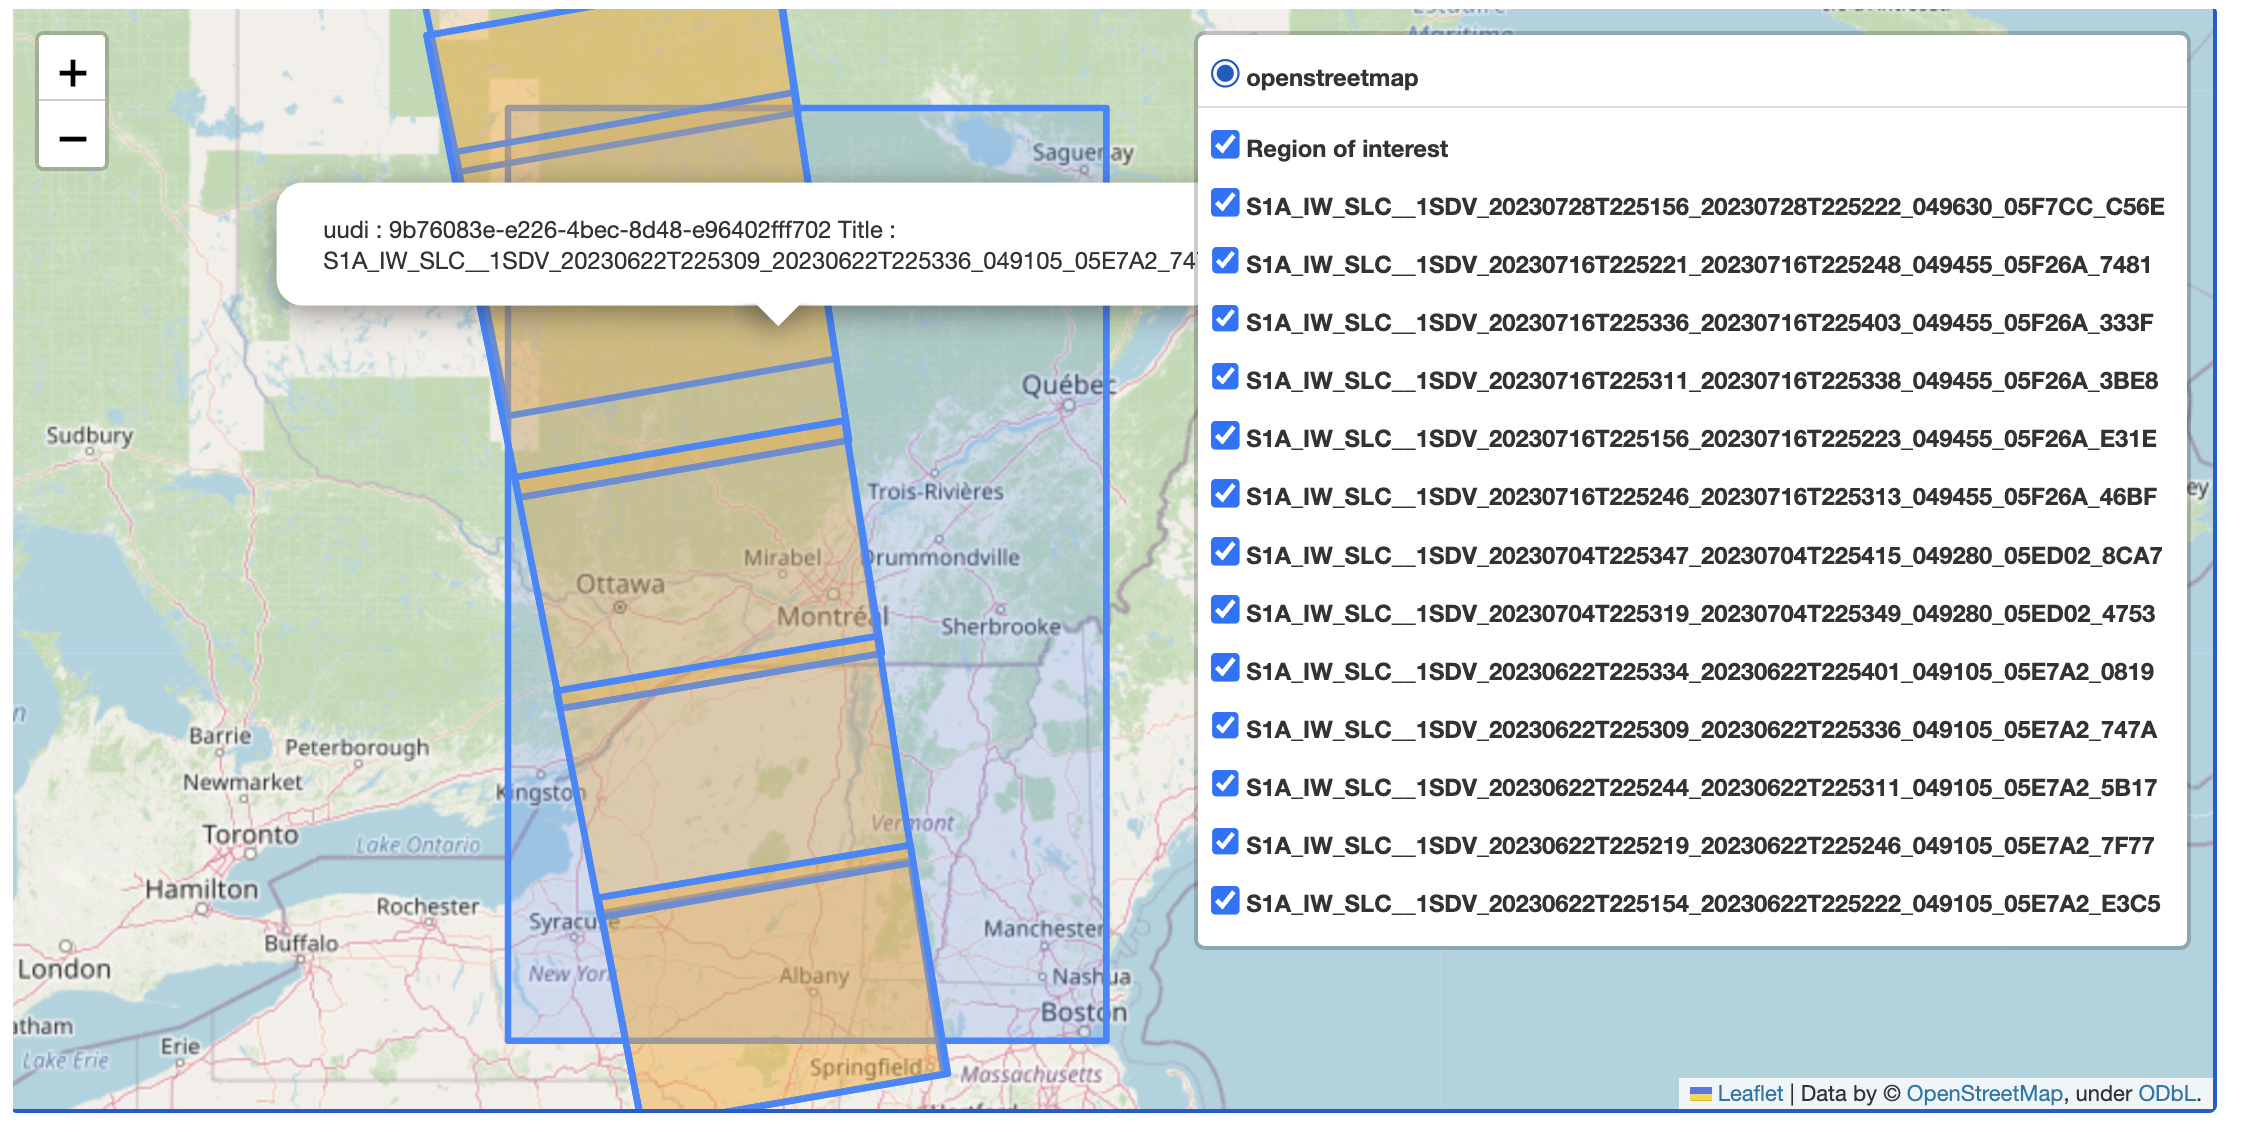 +
−
Maritime
Saguenay
uudi : 9b76083e-e226-4bec-8d48-e96402fff702 Title :
S1A_IW_SLC__1SDV_20230622T225309_20230622T225336_049105_05E7A2_74
openstreetmap
Region of interest
S1A_IW_SLC__1SDV_20230728T225156_20230728T225222_049630_05F7CC_C56E
S1A_IW_SLC__1SDV_20230716T225221_20230716T225248_049455_05F26A_7481
S1A_IW_SLC__1SDV_20230716T225336_20230716T225403_049455_05F26A_333F
S1A_IW_SLC__1SDV_20230716T225311_20230716T225338_049455_05F26A_3BE8
S1A_IW_SLC__1SDV_20230716T225156_20230716T225223_049455_05F26A_E31E
S1A_IW_SLC__1SDV_20230716T225246_20230716T225313_049455_05F26A_46BF
S1A_IW_SLC__1SDV_20230704T225347_20230704T225415_049280_05ED02_8CA7
S1A_IW_SLC__1SDV_20230704T225319_20230704T225349_049280_05ED02_4753
S1A_IW_SLC__1SDV_20230622T225334_20230622T225401_049105_05E7A2_0819
S1A_IW_SLC__1SDV_20230622T225309_20230622T225336_049105_05E7A2_747A
S1A_IW_SLC__1SDV_20230622T225244_20230622T225311_049105_05E7A2_5B17
S1A_IW_SLC__1SDV_20230622T225219_20230622T225246_049105_05E7A2_7F77
S1A_IW_SLC__1SDV_20230622T225154_20230622T225222_049105_05E7A2_E3C5
Québec
Sudbury
Trois-Rivières
ey
Mirabel
Drummondville
Ottawa
Montréal
Sherbrooke
n
Barrie
Peterborough
Newmarket
Kingston
Toronto
Lake Ontario
Vermont
Hamilton
Rochester
Syracuse
Manchester
Buffalo
London
New York
Albany
Nashua
Boston
atham
Erie
Lake Erie
Springfield
Massachusetts
Leaflet | Data by © OpenStreetMap, under ODbL.